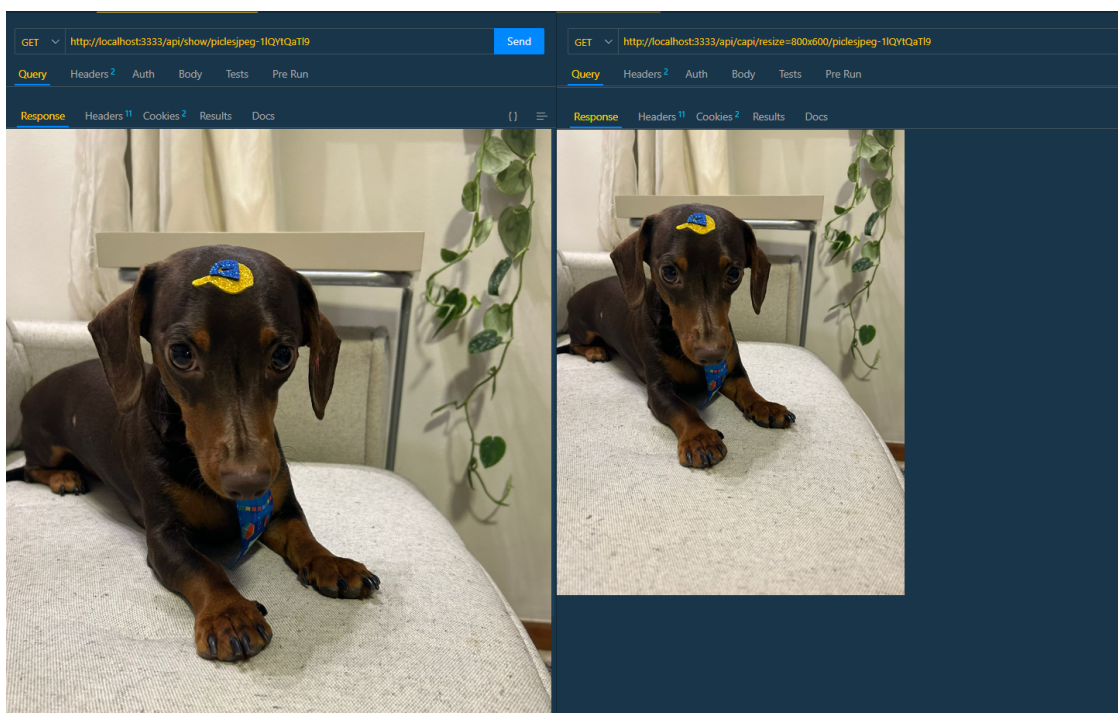 GET http://localhost:3333/api/show/piclesjpeg-1lQYtQaTl9 Send
Query Headers 2 Auth Body Tests Pre Run
Response Headers 11 Cookies 2 Results Docs {}
GET http://localhost:3333/api/capi/resize=800x600/piclesjpeg-1lQYtQaTl9
Query Headers 2 Auth Body Tests Pre Run
Response Headers 11 Cookies 2 Results Docs